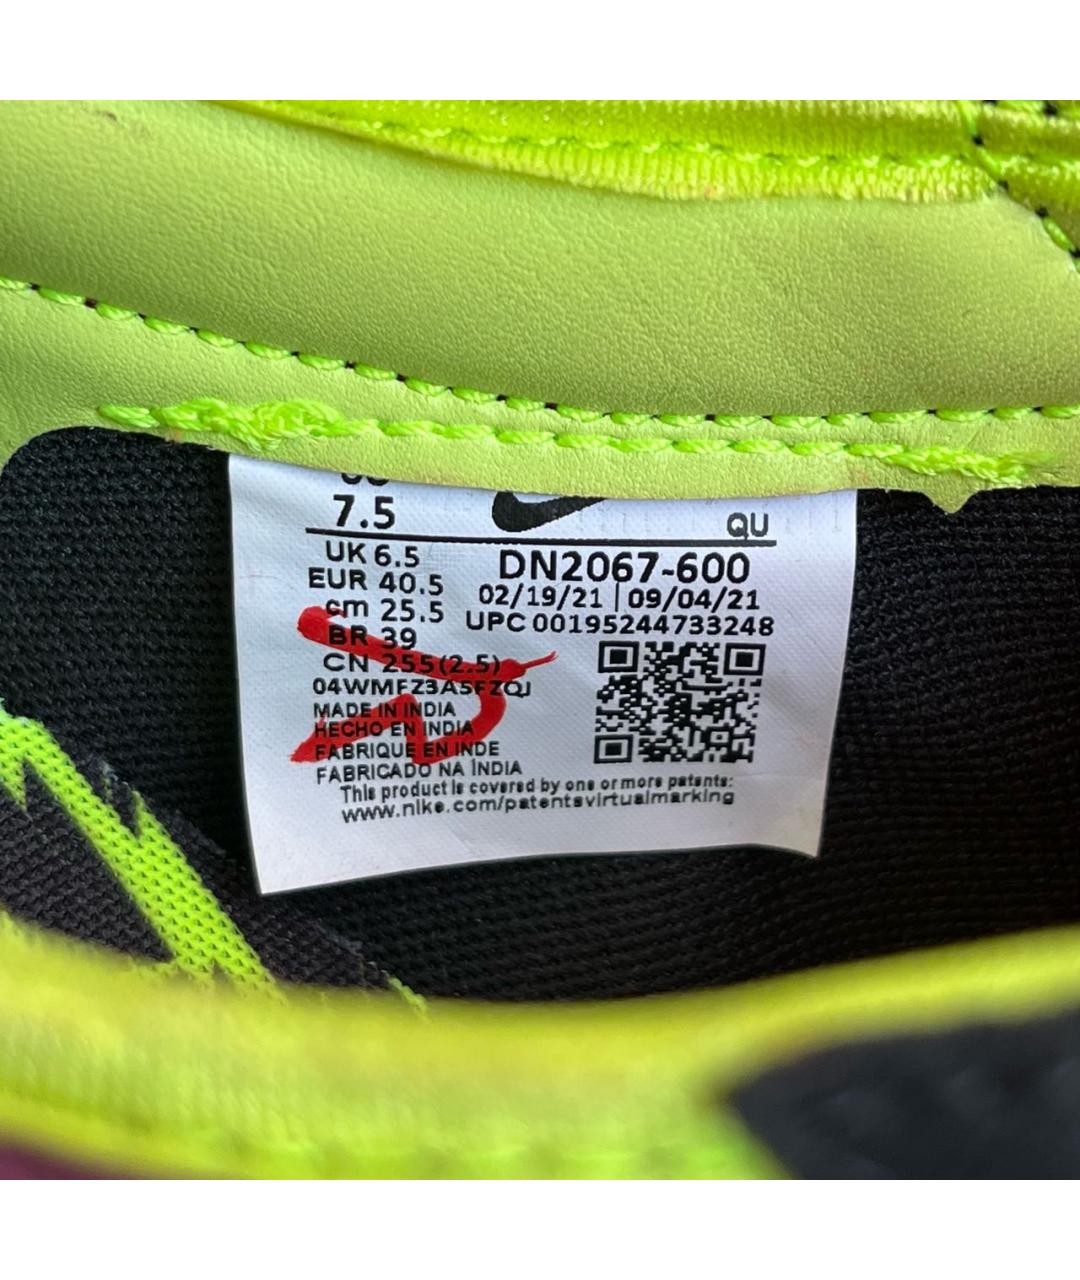 7.5
QU
UK 6.5
DN2067-600
EUR 40.5
02/19/21 | 09/04/21
cm 25.5
UPC 00195244733248
BR 39
CN 255(2.5)
04WMFZ3A5FZQJ
MADE IN INDIA
HECHO EN INDIA
FABRIQUE EN INDE
FABRICADO NA ÍNDIA
This product is covered by one or more patents:
www.nike.com/patentsvirtualmarking